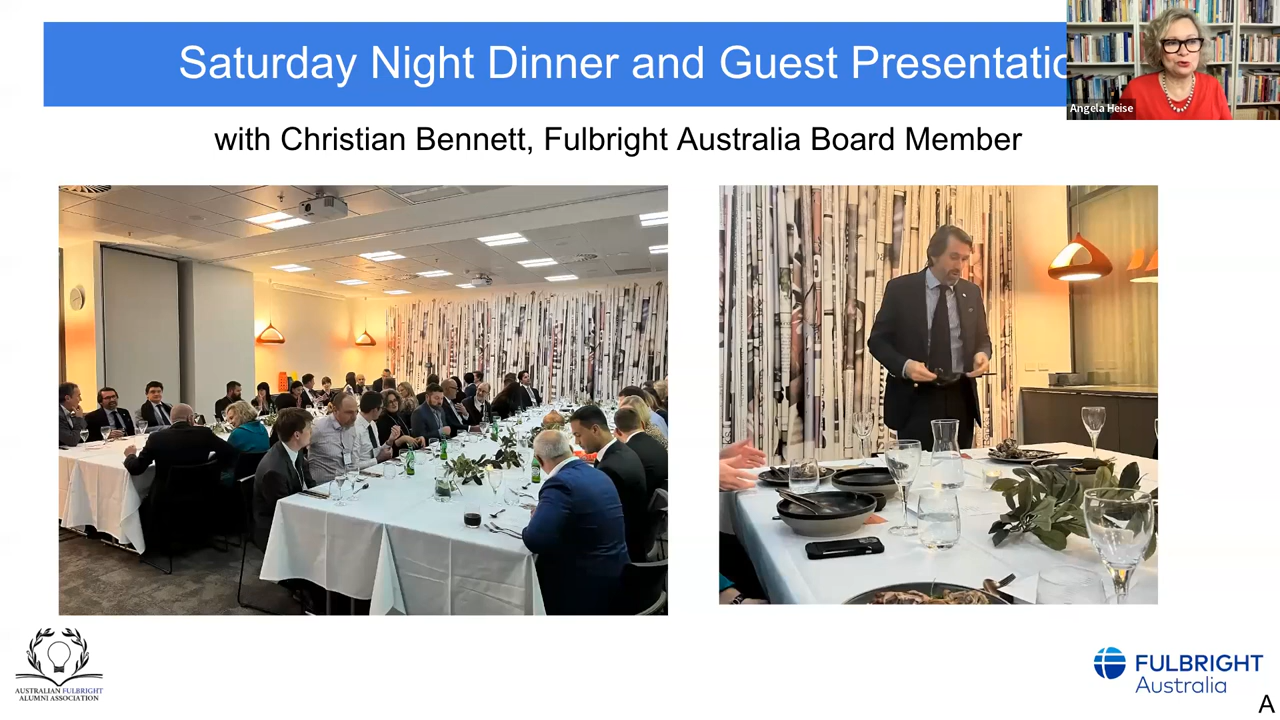 Saturday Night Dinner and Guest Presentatio
Angela Heise
with Christian Bennett, Fulbright Australia Board Member
AUSTRALIAN FULBRIGHT
ALUMNI ASSOCIATION
FULBRIGHT
Australia
A